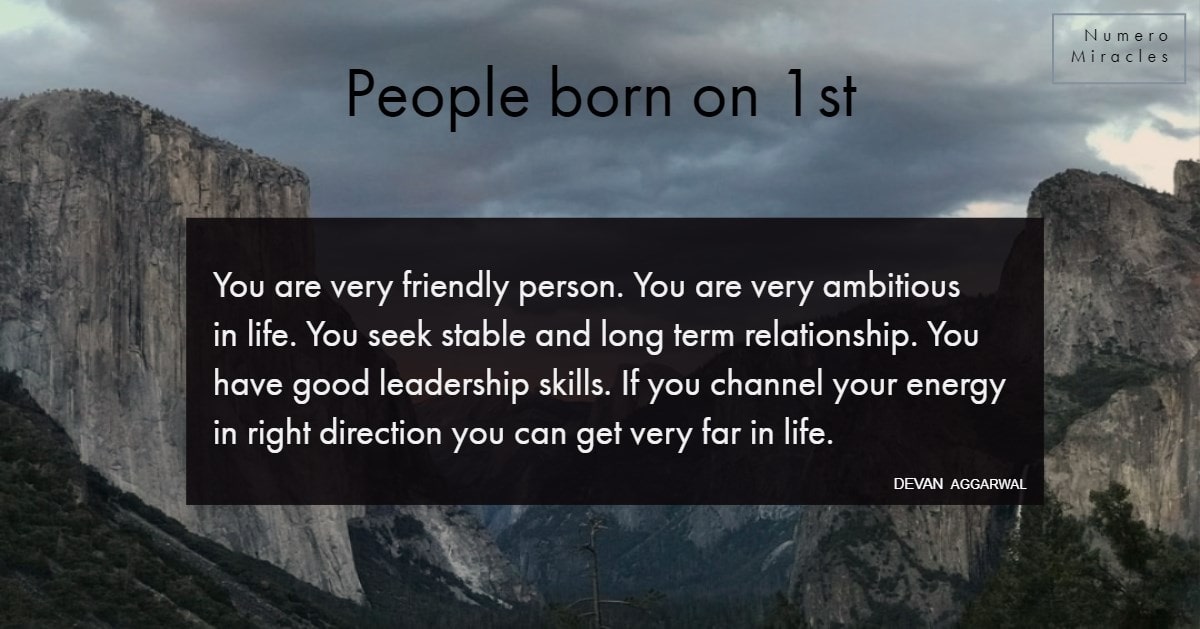 Numero
Miracles
People born on 1st
You are very friendly person. You are very ambitious
in life. You seek stable and long term relationship. You
have good leadership skills. If you channel your energy
in right direction you can get very far in life.
DEVAN AGGARWAL